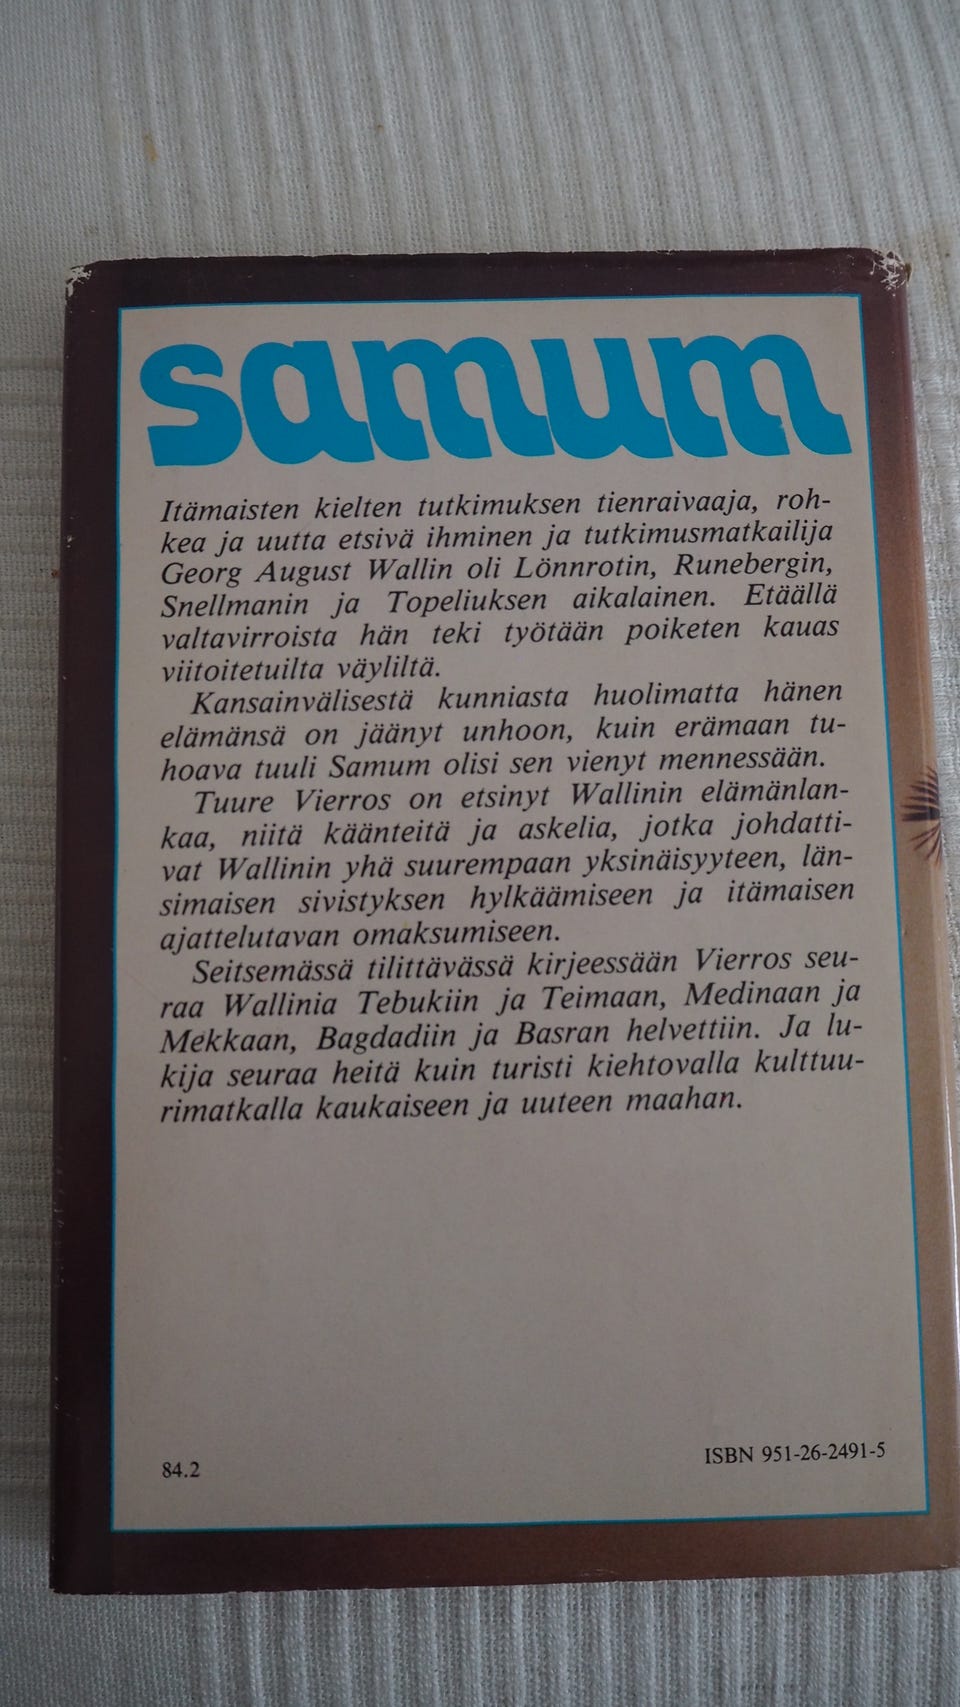 samum
Itämaisten kielten tutkimuksen tienraivaaja, roh-
kea ja uutta etsivä ihminen ja tutkimusmatkailija
Georg August Wallin oli Lönnrotin, Runebergin,
Snellmanin ja Topeliuksen aikalainen. Etäällä
valtavirroista hän teki työtään poiketen kauas
viitoitetuilta väyliltä.
Kansainvälisestä kunniasta huolimatta hänen
elämänsä on jäänyt unhoon, kuin erämaan tu-
hoava tuuli Samum olisi sen vienyt mennessään.
Tuure Vierros on etsinyt Wallinin elämänlan-
kaa, niitä käänteitä ja askelia, jotka johdatti-
vat Wallinin yhä suurempaan yksinäisyyteen, län-
simaisen sivistyksen hylkäämiseen ja itämaisen
ajattelutavan omaksumiseen.
Seitsemässä tilittävässä kirjeessään Vierros seu-
raa Wallinia Tebukiin ja Teimaan, Medinaan ja
Mekkaan, Bagdadiin ja Basran helvettiin. Ja lu-
kija seuraa heitä kuin turisti kiehtovalla kulttuu-
rimatkalla kaukaiseen ja uuteen maahan.
84.2
ISBN 951-26-2491-5